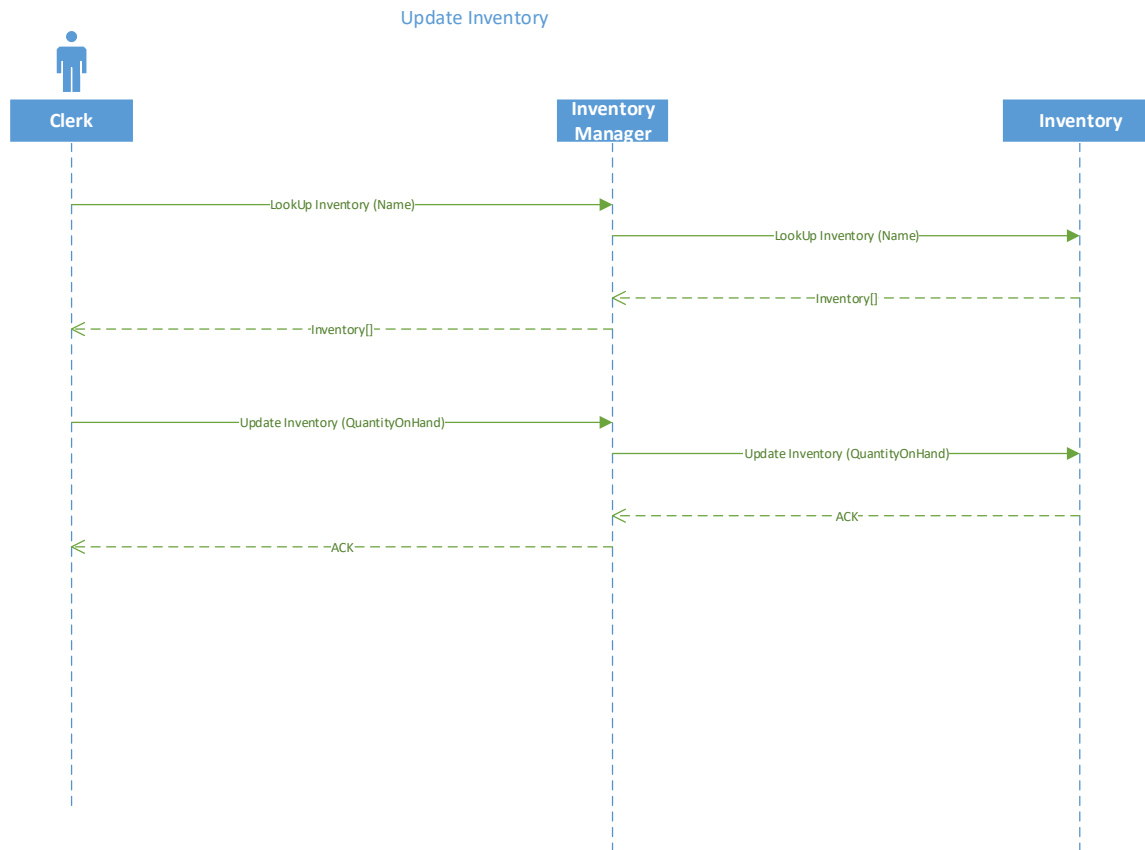 Update Inventory
Clerk
Inventory
Manager
Inventory
LookUp Inventory (Name)
LookUp Inventory (Name)
Inventory[]
Inventory[]
Update Inventory (QuantityOnHand)
Update Inventory (QuantityOnHand)
ACK
ACK